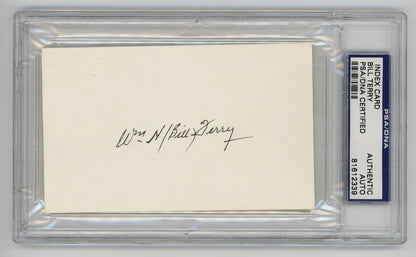 Wm H (Bill) Terry
PSA/DNA
INDEX CARD
BILL TERRY
PSA/DNA CERTIFIED
AUTHENTIC
AUTO
81612339